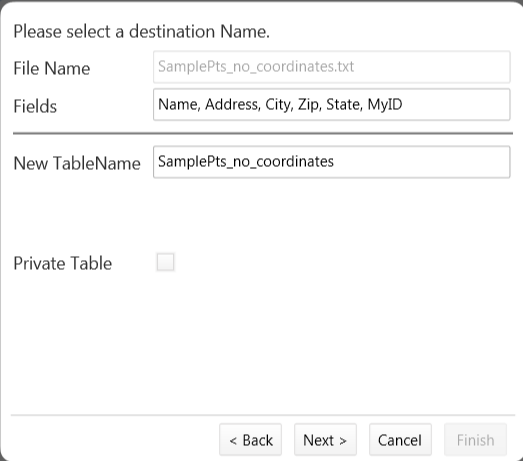 Please select a destination Name.
File Name SamplePts_no_coordinates.txt
Fields Name, Address, City, Zip, State, MyID
New TableName SamplePts_no_coordinates
Private Table
< Back Next > Cancel Finish